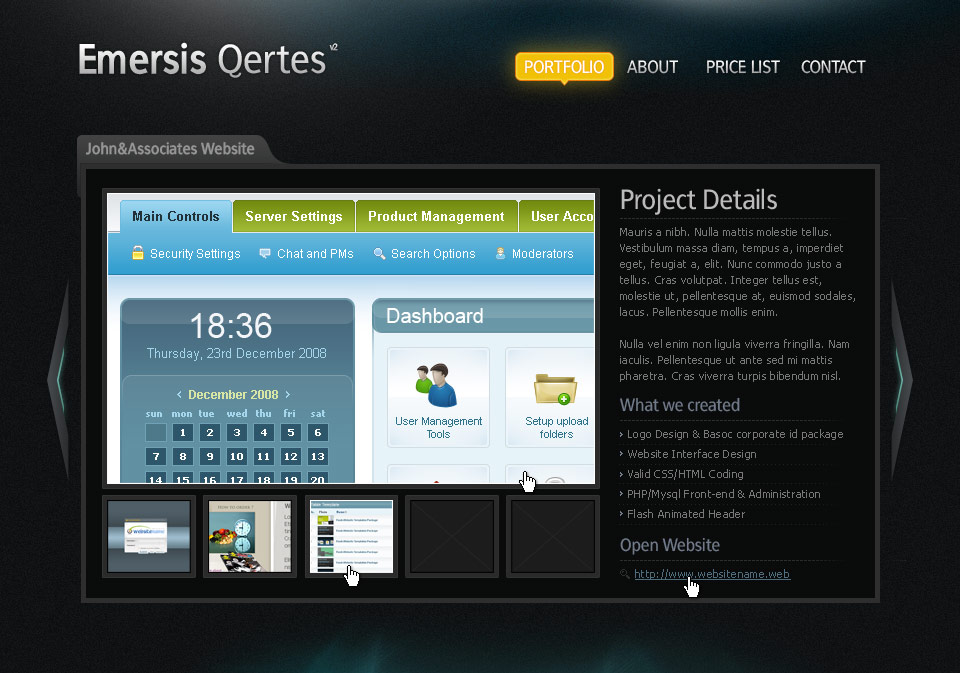 Emersis Qertes v2
PORTFOLIO ABOUT PRICE LIST CONTACT
John&Associates Website
Main Controls Server Settings Product Management User Acco
Security Settings Chat and PMs Search Options Moderators
18:36
Thursday, 23rd December 2008
‹ December 2008 ›
sun mon tue wed thu fri sat
1 2 3 4 5 6
7 8 9 10 11 12 13
14 15 16 17 18 19 20
Dashboard
User Management
Tools
Setup upload
folders
HOW TO ORDER ?
Project Details
Mauris a nibh. Nulla mattis molestie tellus.
Vestibulum massa diam, tempus a, imperdiet
eget, feugiat a, elit. Nunc commodo justo a
tellus. Cras volutpat. Integer tellus est,
molestie ut, pellentesque at, euismod sodales,
lacus. Pellentesque mollis enim.
Nulla vel enim non ligula viverra fringilla. Nam
iaculis. Pellentesque ut ante sed mi mattis
pharetra. Cras viverra turpis bibendum nisl.
What we created
› Logo Design & Basoc corporate id package
› Website Interface Design
› Valid CSS/HTML Coding
› PHP/Mysql Front-end & Administration
› Flash Animated Header
Open Website
http://www.websitename.web